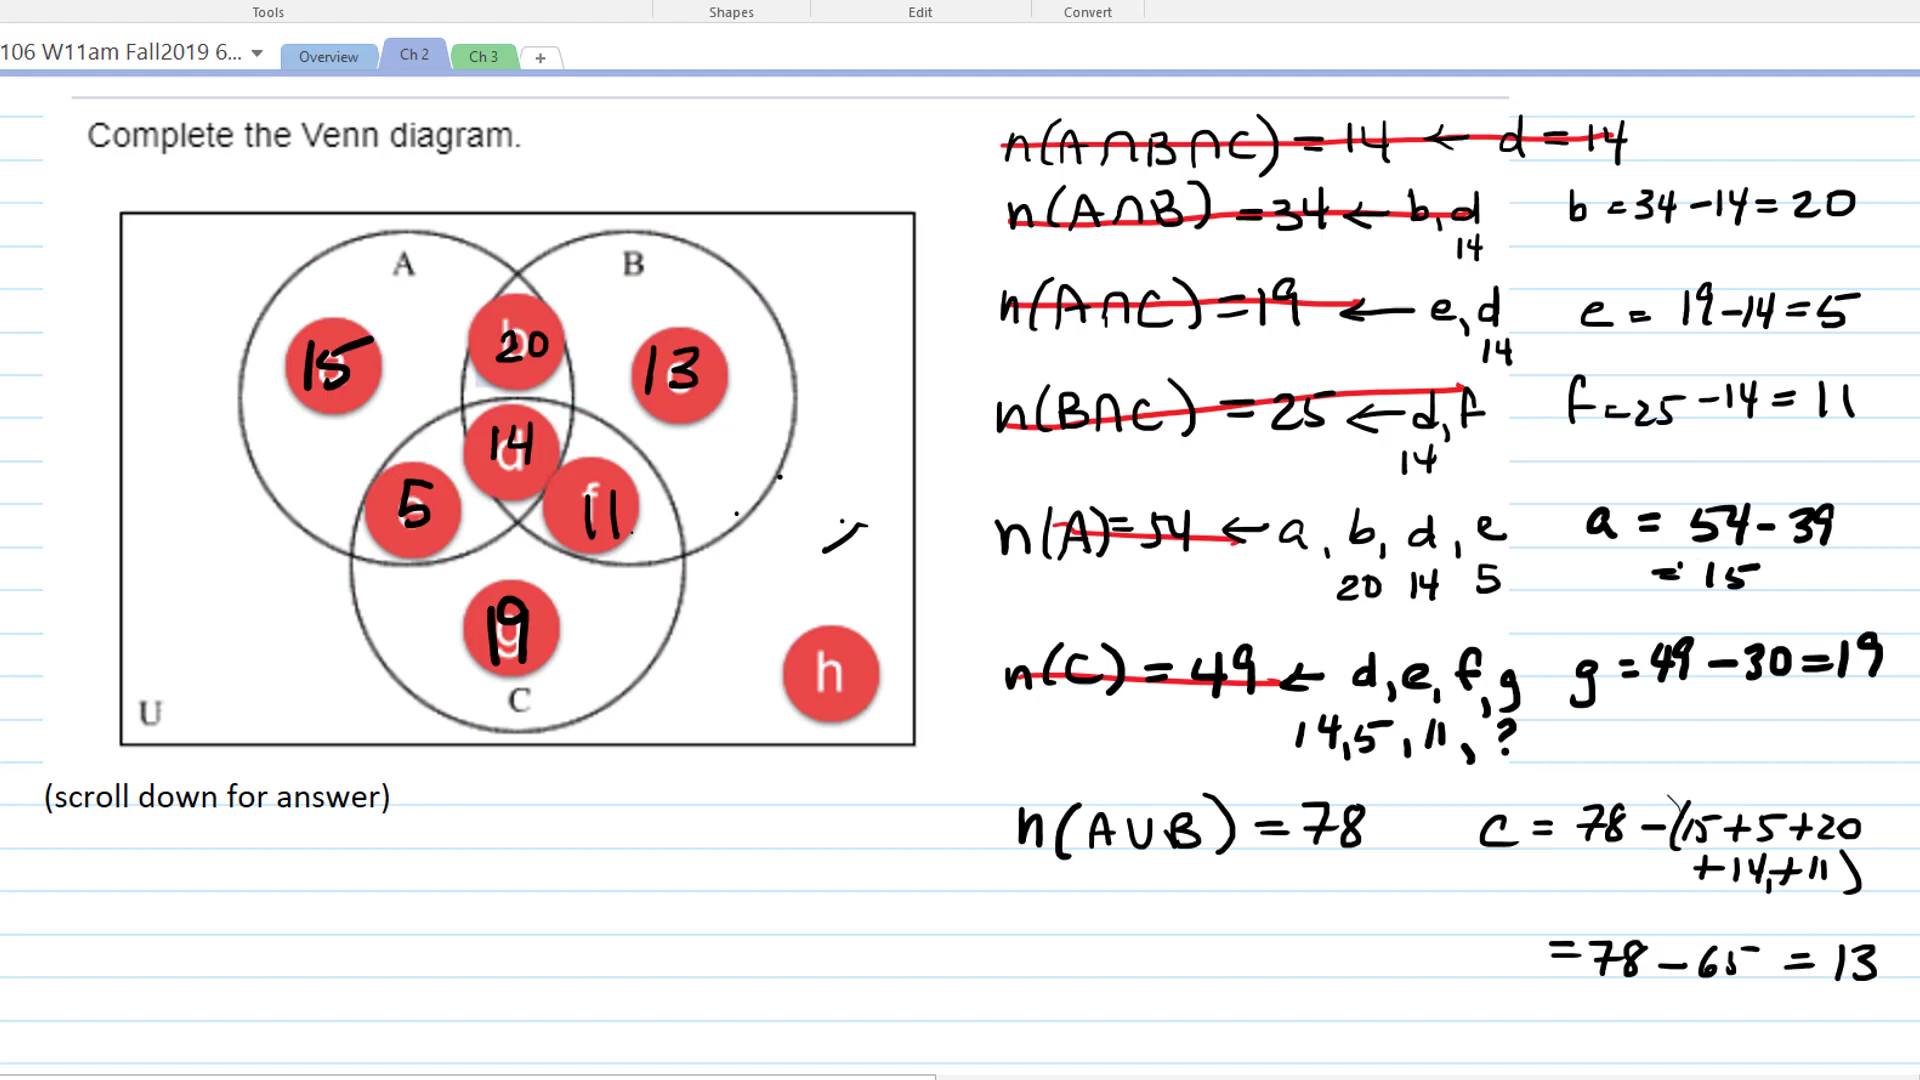 Tools Shapes Edit Convert
106 W11am Fall2019 6... Overview Ch 2 Ch 3 +
Complete the Venn diagram.
A B
15 20 13
14
5 11
19
C
U h
(scroll down for answer)
n(A∩B∩C) = 14 ← d = 14
n(A∩B) = 34 ← b, d b = 34 - 14 = 20
14
n(A∩C) = 19 ← e, d e = 19 - 14 = 5
14
n(B∩C) = 25 ← d, f f = 25 - 14 = 11
14
n(A) = 54 ← a, b, d, e a = 54 - 39
20 14 5 = 15
n(C) = 49 ← d, e, f, g g = 49 - 30 = 19
14, 5, 11, ?
n(A∪B) = 78 C = 78 - (15 + 5 + 20
+ 14, + 11)
= 78 - 65 = 13